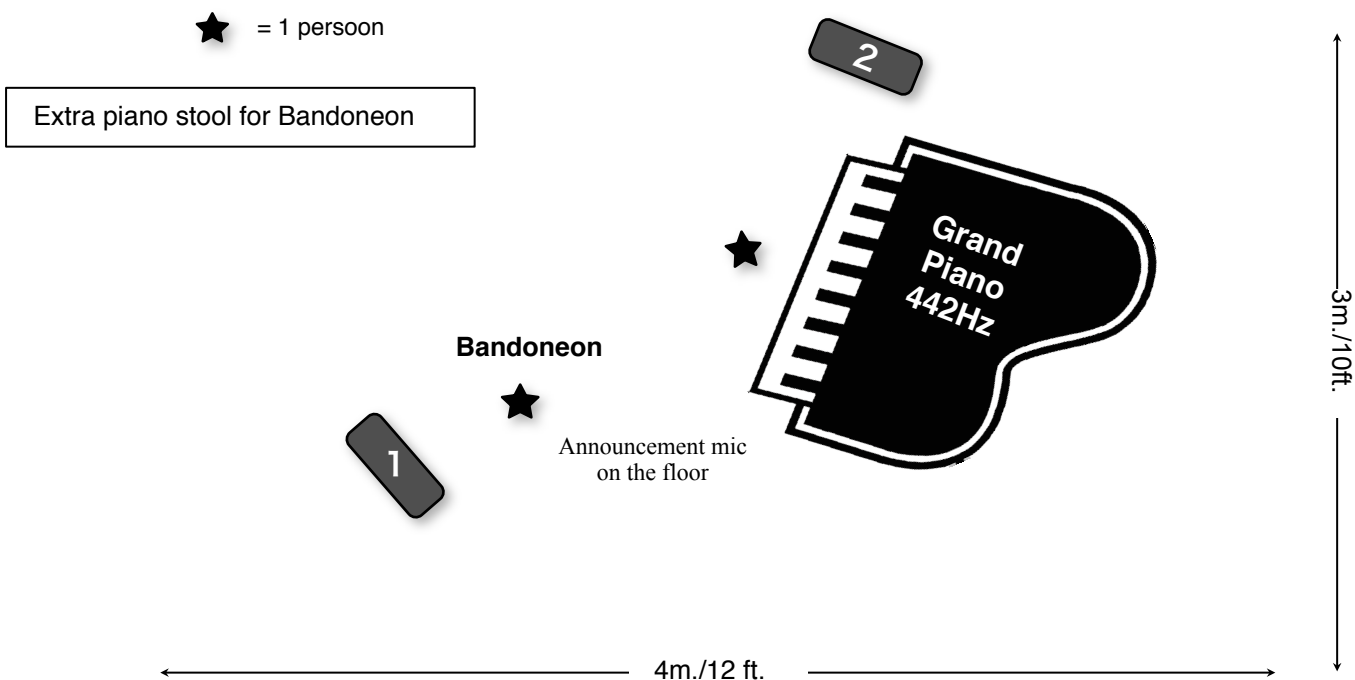 = 1 persoon
2
Extra piano stool for Bandoneon
Grand
Piano
442Hz
3m./10ft.
Bandoneon
1
Announcement mic
on the floor
4m./12 ft.